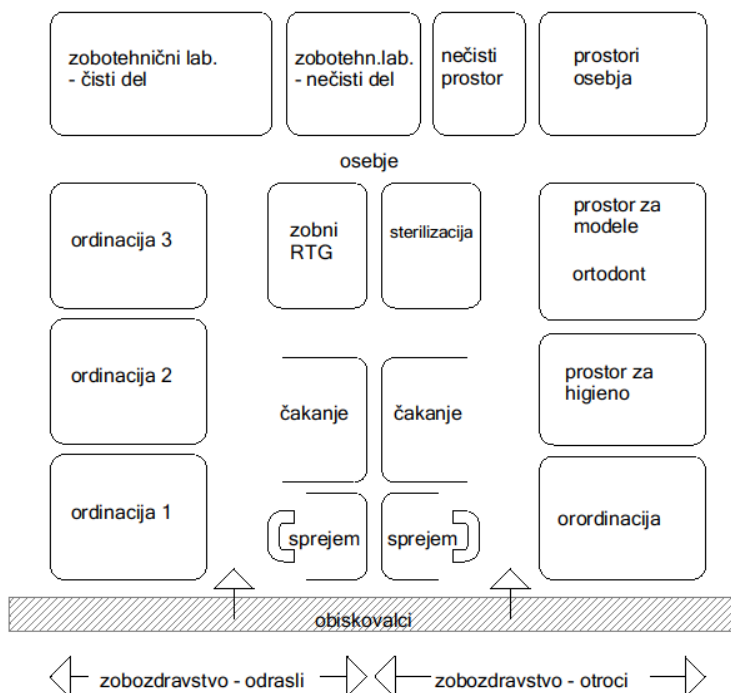 zobotehnični lab.
- čisti del
zobotehn.lab.
- nečisti del
nečisti
prostor
prostori
osebja
osebje
ordinacija 3
zobni
RTG
sterilizacija
prostor za
modele
ortodont
ordinacija 2
čakanje
čakanje
prostor za
higieno
ordinacija 1
sprejem
sprejem
orordinacija
obiskovalci
zobozdravstvo - odrasli
zobozdravstvo - otroci